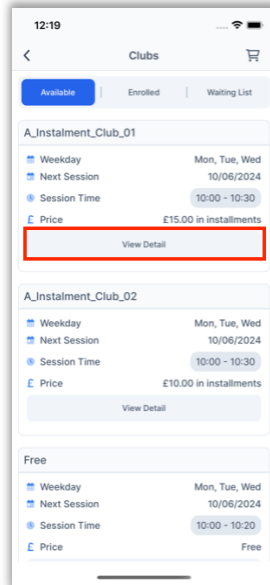 12:19
Clubs
Available | Enrolled | Waiting List
A_Instalment_Club_01
Weekday Mon, Tue, Wed
Next Session 10/06/2024
Session Time 10:00 - 10:30
£ Price £15.00 in installments
View Detail
A_Instalment_Club_02
Weekday Mon, Tue, Wed
Next Session 10/06/2024
Session Time 10:00 - 10:30
£ Price £10.00 in installments
View Detail
Free
Weekday Mon, Tue, Wed
Next Session 10/06/2024
Session Time 10:00 - 10:20
£ Price Free